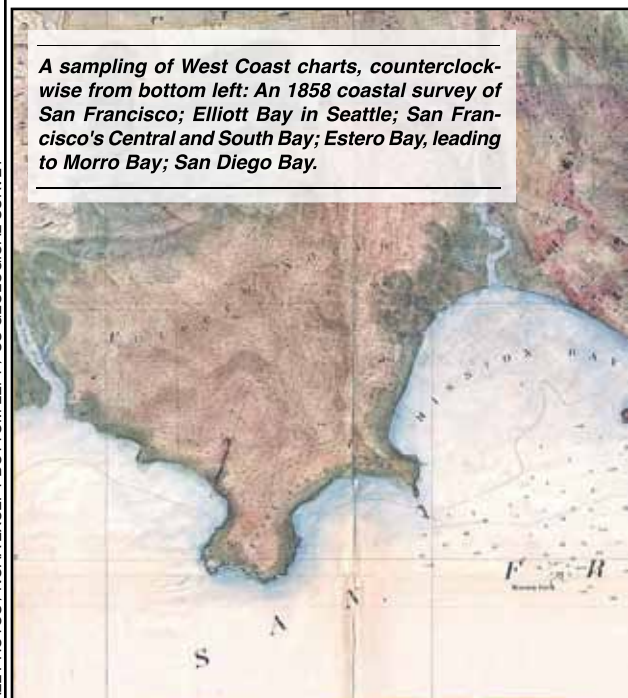 A sampling of West Coast charts, counterclock-
wise from bottom left: An 1858 coastal survey of
San Francisco; Elliott Bay in Seattle; San Fran-
cisco's Central and South Bay; Estero Bay, leading
to Morro Bay; San Diego Bay.
MISSION BAY
F R
SAN